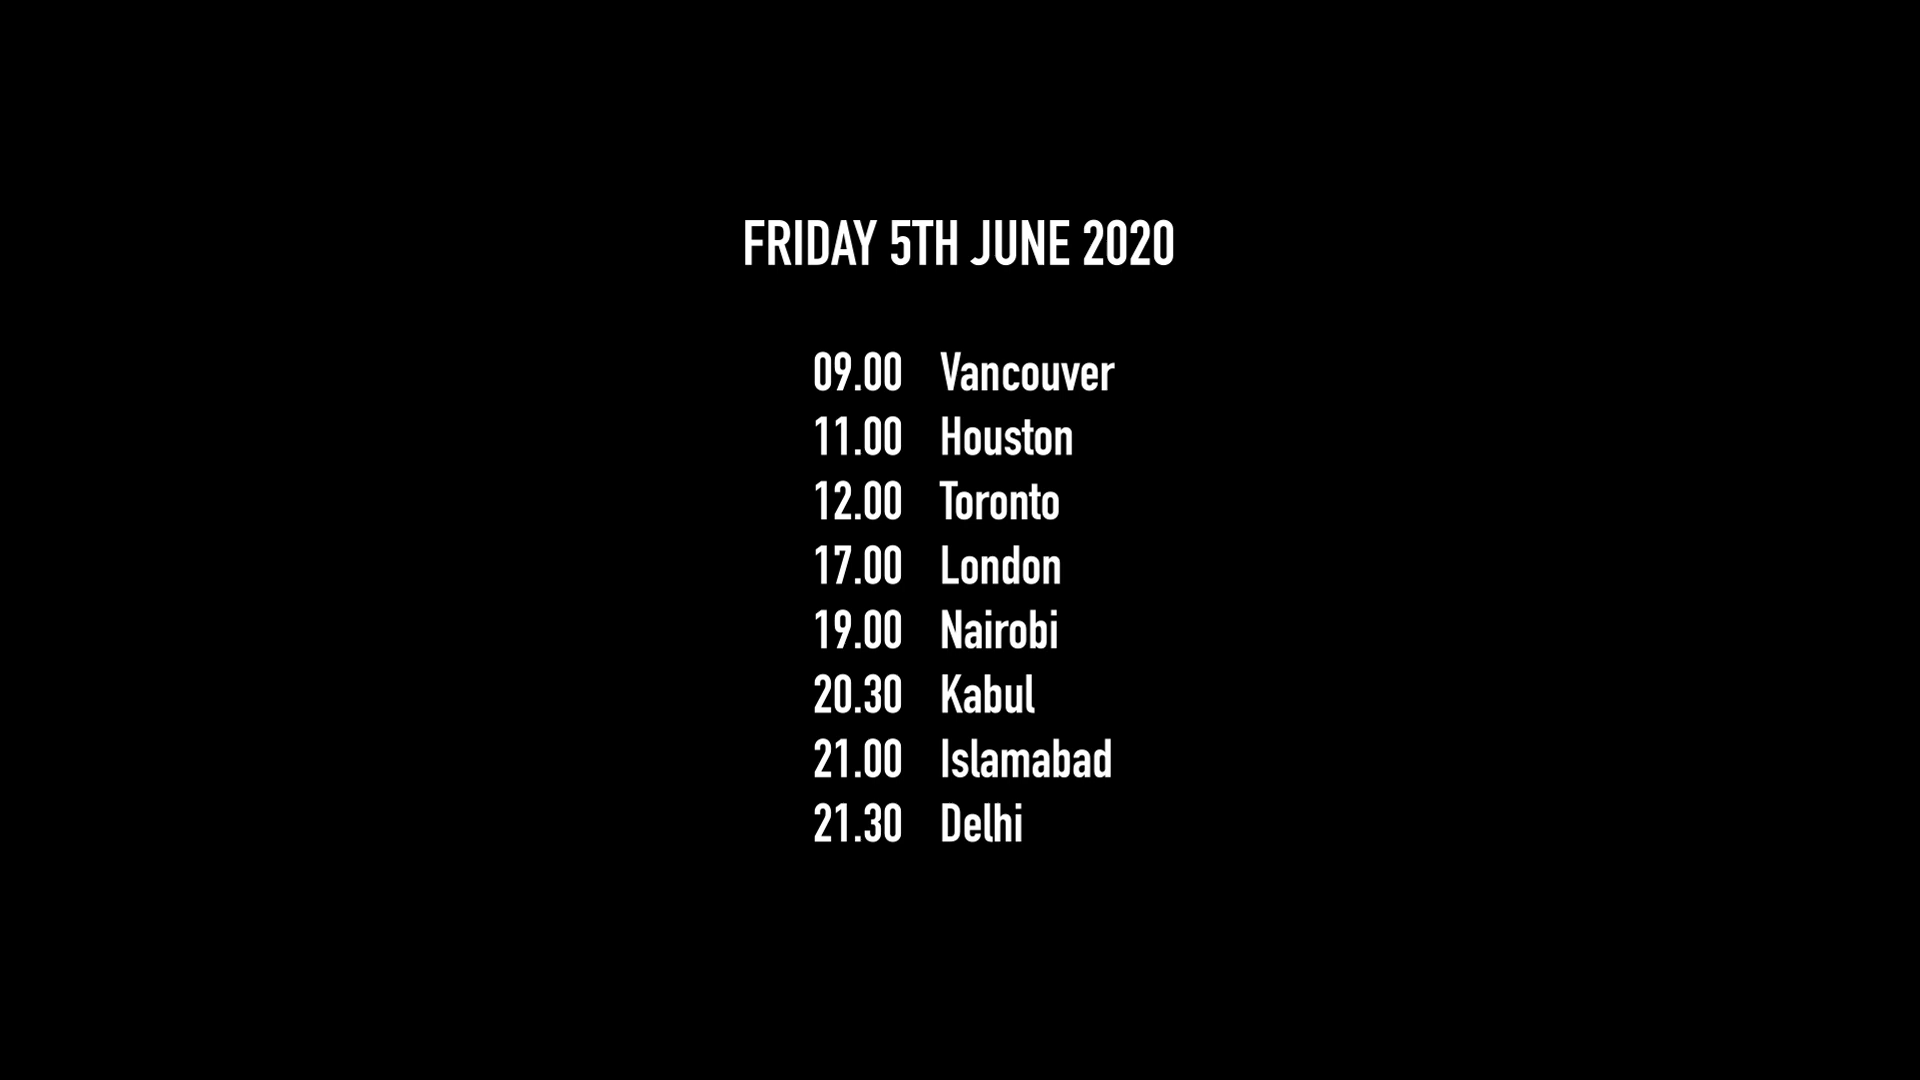 FRIDAY 5TH JUNE 2020
09.00 Vancouver
11.00 Houston
12.00 Toronto
17.00 London
19.00 Nairobi
20.30 Kabul
21.00 Islamabad
21.30 Delhi